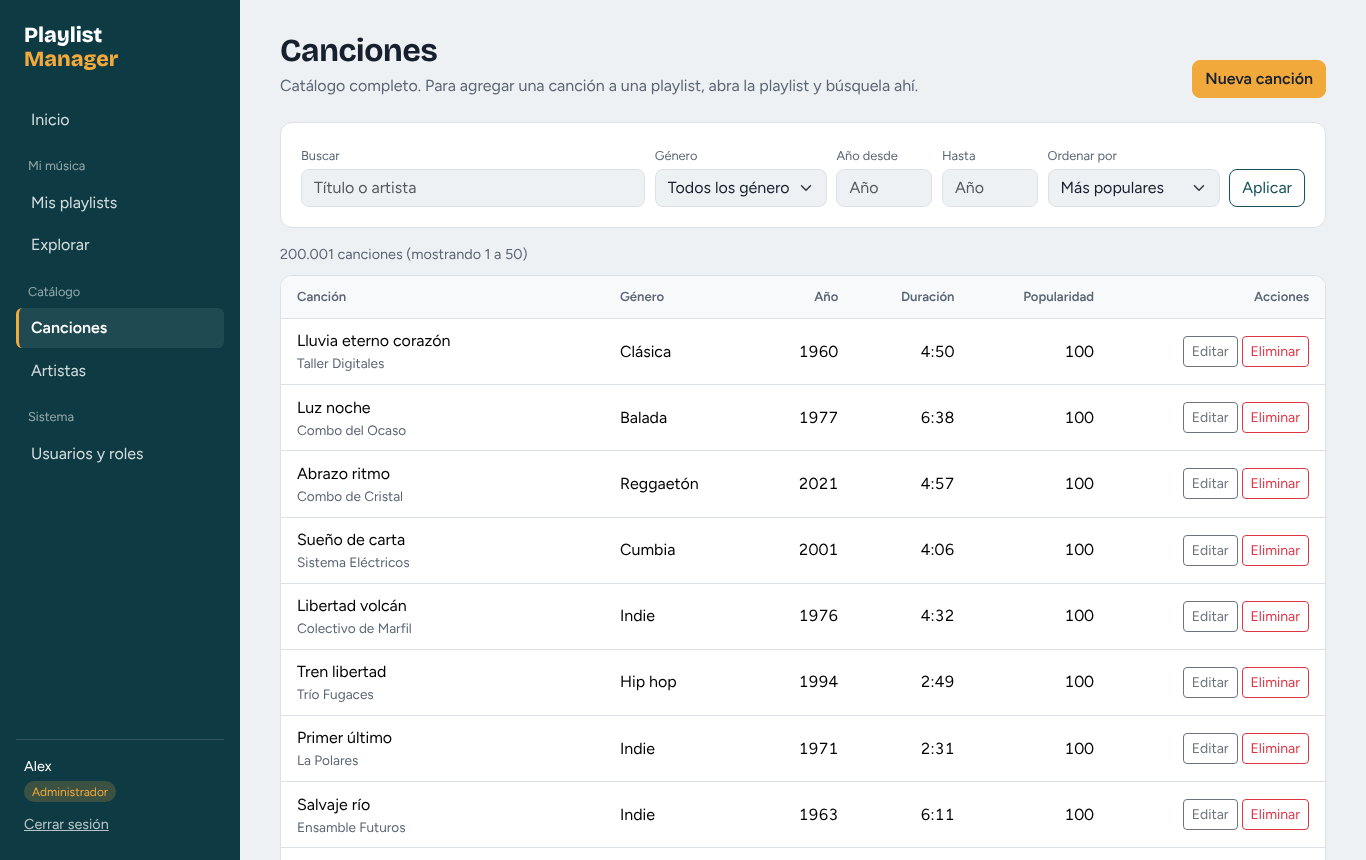 Playlist
Manager
Inicio
Mi música
Mis playlists
Explorar
Catálogo
Canciones
Artistas
Sistema
Usuarios y roles
Alex
Administrador
Cerrar sesión
Canciones
Catálogo completo. Para agregar una canción a una playlist, abra la playlist y búsquela ahí.
Nueva canción
Buscar Género Año desde Hasta Ordenar por
Título o artista Todos los género Año Año Más populares Aplicar
200.001 canciones (mostrando 1 a 50)
Canción Género Año Duración Popularidad Acciones
Lluvia eterno corazón
Taller Digitales
Clásica 1960 4:50 100 Editar Eliminar
Luz noche
Combo del Ocaso
Balada 1977 6:38 100 Editar Eliminar
Abrazo ritmo
Combo de Cristal
Reggaetón 2021 4:57 100 Editar Eliminar
Sueño de carta
Sistema Eléctricos
Cumbia 2001 4:06 100 Editar Eliminar
Libertad volcán
Colectivo de Marfil
Indie 1976 4:32 100 Editar Eliminar
Tren libertad
Trío Fugaces
Hip hop 1994 2:49 100 Editar Eliminar
Primer último
La Polares
Indie 1971 2:31 100 Editar Eliminar
Salvaje río
Ensamble Futuros
Indie 1963 6:11 100 Editar Eliminar